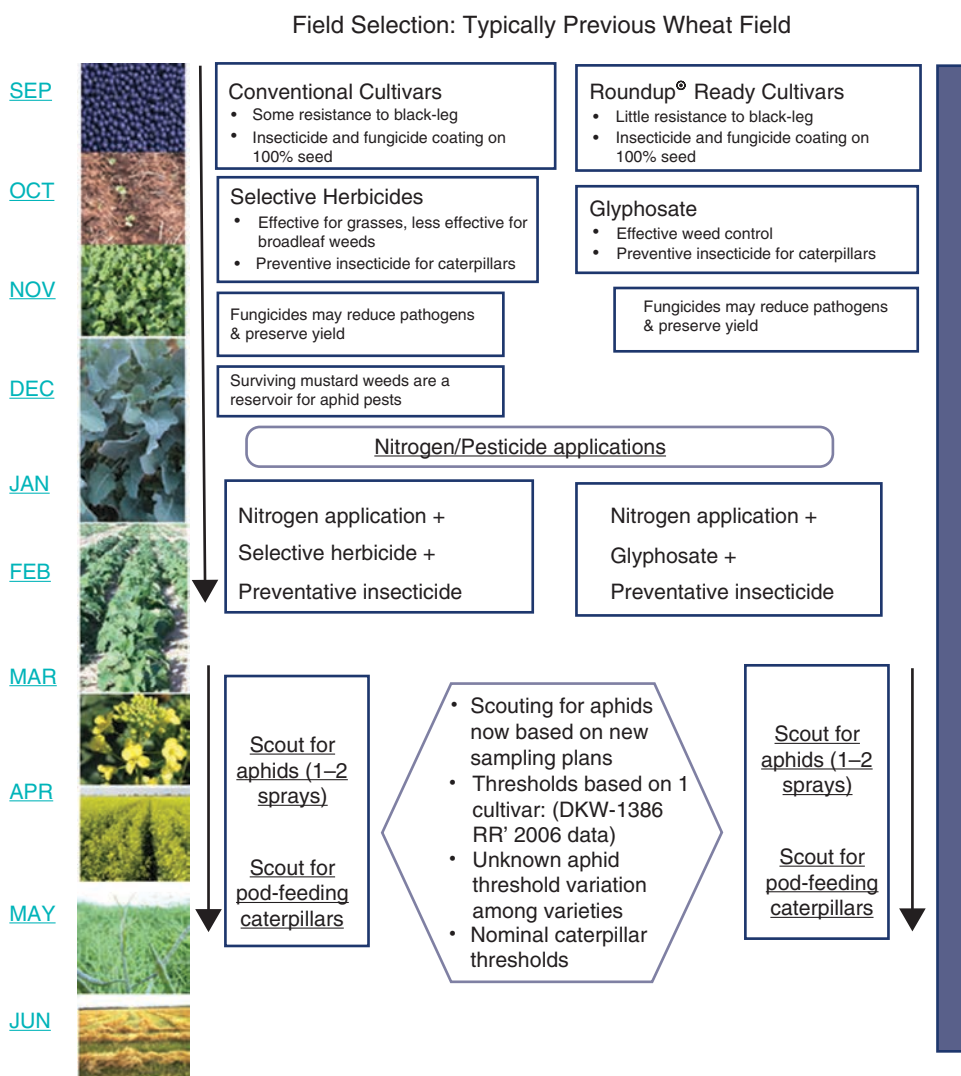 Field Selection: Typically Previous Wheat Field
SEP
OCT
NOV
DEC
JAN
FEB
MAR
APR
MAY
JUN
Conventional Cultivars
• Some resistance to black-leg
• Insecticide and fungicide coating on
100% seed
Roundup® Ready Cultivars
• Little resistance to black-leg
• Insecticide and fungicide coating on
100% seed
Selective Herbicides
• Effective for grasses, less effective for
broadleaf weeds
• Preventive insecticide for caterpillars
Glyphosate
• Effective weed control
• Preventive insecticide for caterpillars
Fungicides may reduce pathogens
& preserve yield
Fungicides may reduce pathogens
& preserve yield
Surviving mustard weeds are a
reservoir for aphid pests
Nitrogen/Pesticide applications
Nitrogen application +
Selective herbicide +
Preventative insecticide
Nitrogen application +
Glyphosate +
Preventative insecticide
Scout for
aphids (1–2
sprays)
Scout for
pod-feeding
caterpillars
• Scouting for aphids
now based on new
sampling plans
• Thresholds based on 1
cultivar: (DKW-1386
RR' 2006 data)
• Unknown aphid
threshold variation
among varieties
• Nominal caterpillar
thresholds
Scout for
aphids (1–2
sprays)
Scout for
pod-feeding
caterpillars